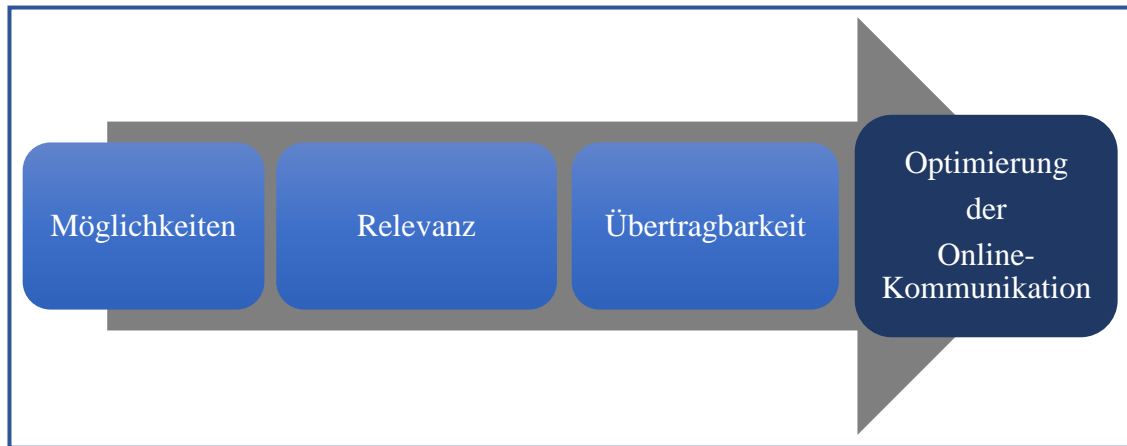 Möglichkeiten
Relevanz
Übertragbarkeit
Optimierung
der
Online-
Kommunikation